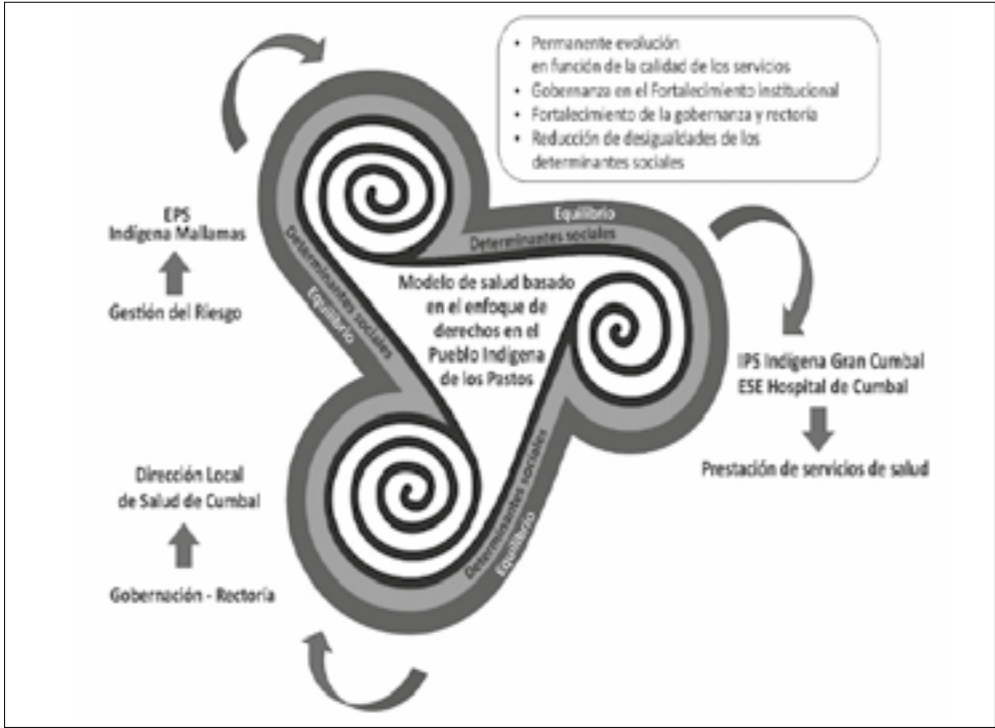 • Permanente evolución
en función de la calidad de los servicios
• Gobernanza en el Fortalecimiento institucional
• Fortalecimiento de la gobernanza y rectoría
• Reducción de desigualdades de los
determinantes sociales
Equilibrio
Determinantes sociales
EPS
Indígena Mallamas
Gestión del Riesgo
Determinantes sociales
Equilibrio
Modelo de salud basado
en el enfoque de
derechos en el
Pueblo Indígena
de los Pastos
IPS Indígena Gran Cumbal
ESE Hospital de Cumbal
Prestación de servicios de salud
Determinantes sociales
Equilibrio
Dirección Local
de Salud de Cumbal
Gobernación - Rectoría